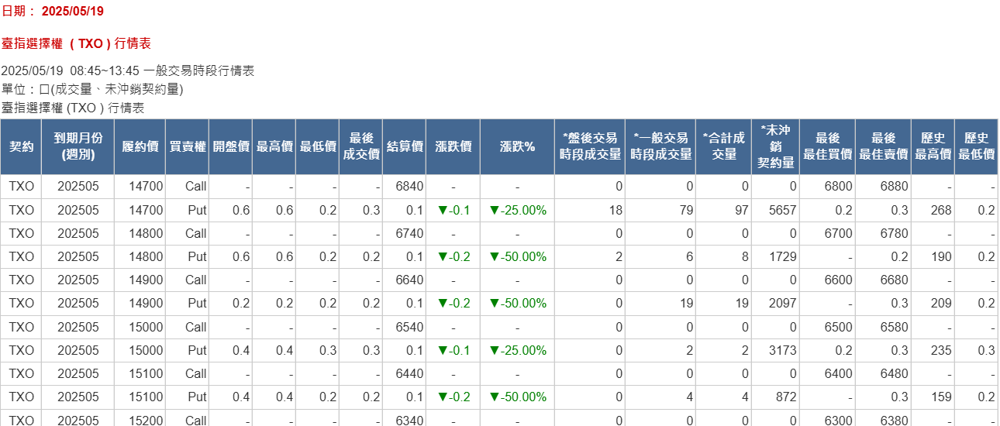 日期： 2025/05/19
臺指選擇權 ( TXO ) 行情表
2025/05/19 08:45~13:45 一般交易時段行情表
單位：口(成交量、未沖銷契約量)
臺指選擇權 (TXO ) 行情表
契約 到期月份(週別) 履約價 買賣權 開盤價 最高價 最低價 最後成交價 結算價 漲跌價 漲跌% *盤後交易時段成交量 *一般交易時段成交量 *合計成交量 *未沖銷契約量 最後最佳買價 最後最佳賣價 歷史最高價 歷史最低價
TXO 202505 14700 Call - - - - 6840 - - 0 0 0 0 6800 6880 - -
TXO 202505 14700 Put 0.6 0.6 0.2 0.3 0.1 ▼-0.1 ▼-25.00% 18 79 97 5657 0.2 0.3 268 0.2
TXO 202505 14800 Call - - - - 6740 - - 0 0 0 0 6700 6780 - -
TXO 202505 14800 Put 0.6 0.6 0.2 0.2 0.1 ▼-0.2 ▼-50.00% 2 6 8 1729 - 0.2 190 0.2
TXO 202505 14900 Call - - - - 6640 - - 0 0 0 0 6600 6680 - -
TXO 202505 14900 Put 0.2 0.2 0.2 0.2 0.1 ▼-0.2 ▼-50.00% 0 19 19 2097 - 0.3 209 0.2
TXO 202505 15000 Call - - - - 6540 - - 0 0 0 0 6500 6580 - -
TXO 202505 15000 Put 0.4 0.4 0.3 0.3 0.1 ▼-0.1 ▼-25.00% 0 2 2 3173 0.2 0.3 235 0.3
TXO 202505 15100 Call - - - - 6440 - - 0 0 0 0 6400 6480 - -
TXO 202505 15100 Put 0.4 0.4 0.2 0.2 0.1 ▼-0.2 ▼-50.00% 0 4 4 872 - 0.3 159 0.2
TXO 202505 15200 Call - - - - 6340 - - 0 0 0 0 6300 6380 - -